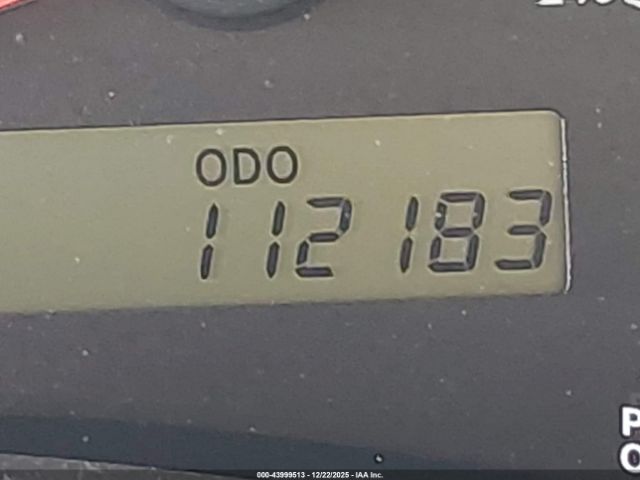 ODO
112183
P
000-43999513 - 12/22/2025 - IAA Inc.